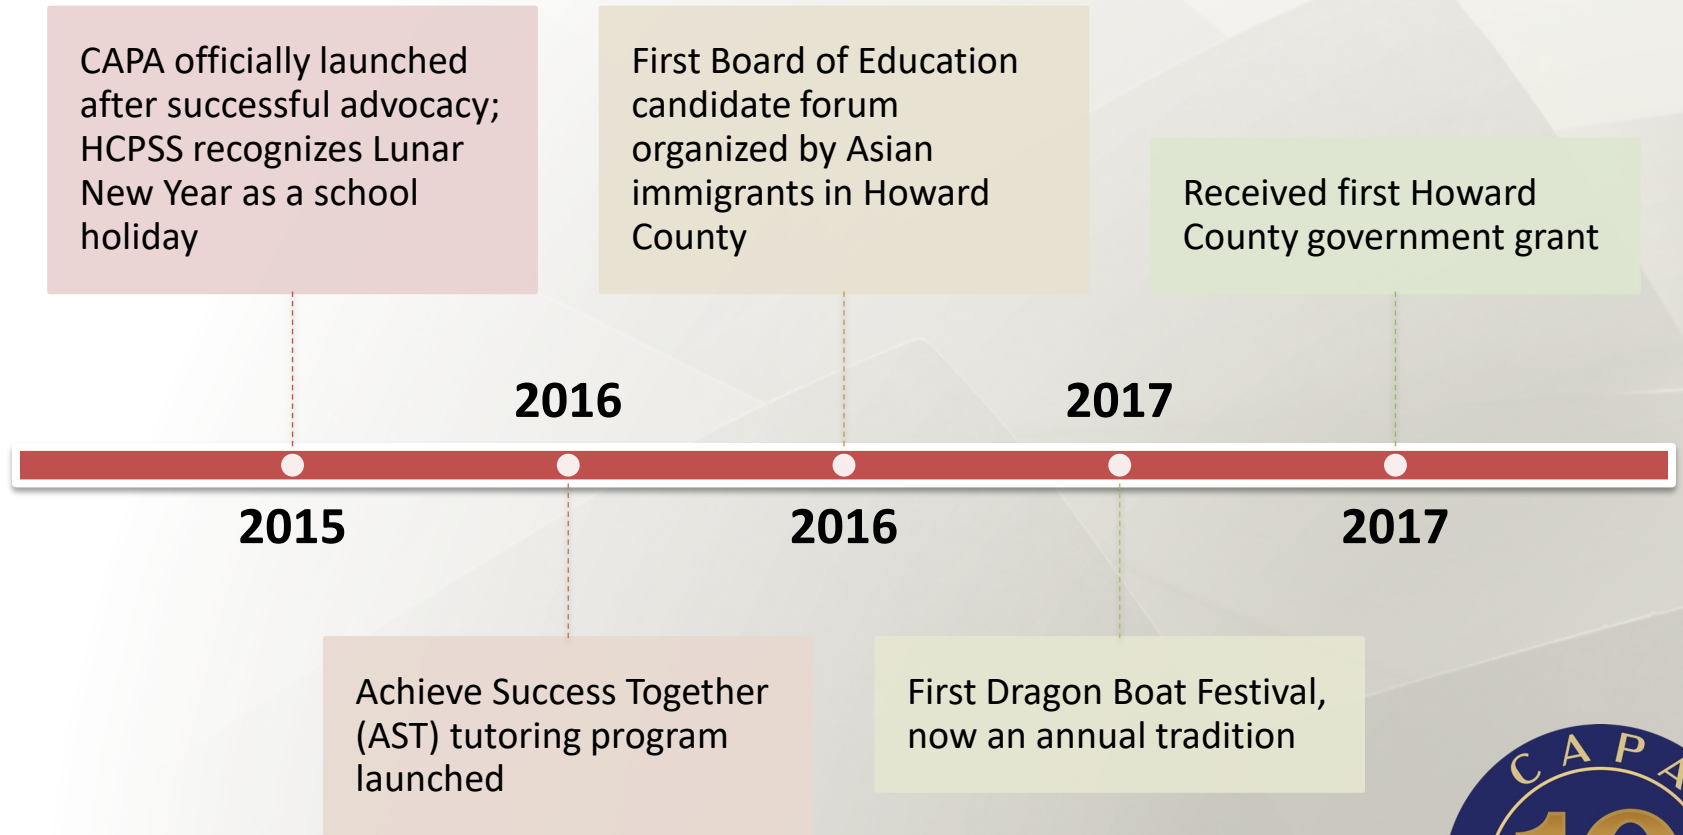 CAPA officially launched
after successful advocacy;
HCPSS recognizes Lunar
New Year as a school
holiday
First Board of Education
candidate forum
organized by Asian
immigrants in Howard
County
Received first Howard
County government grant
2016
2017
2015
2016
2017
Achieve Success Together
(AST) tutoring program
launched
First Dragon Boat Festival,
now an annual tradition
CAPA